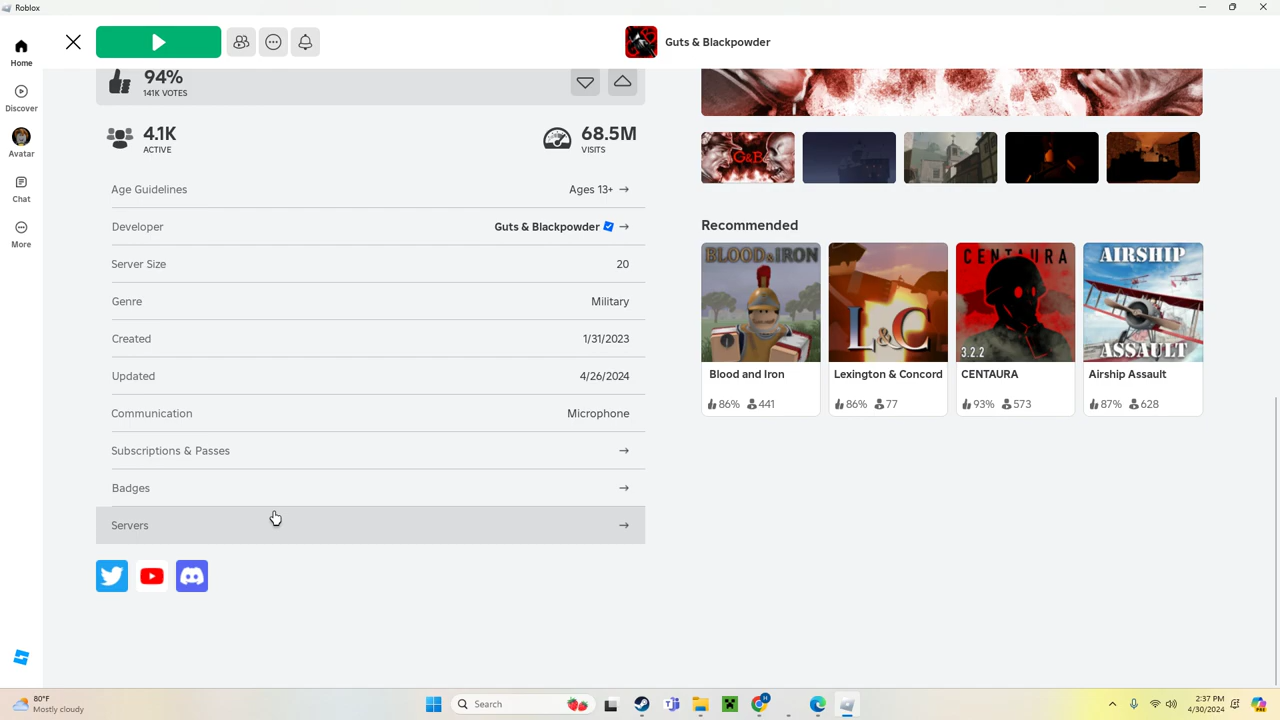 Roblox
Guts & Blackpowder
Home
Discover
Avatar
Chat
More
94%
141K VOTES
4.1K
ACTIVE
68.5M
VISITS
Age Guidelines
Ages 13+
Developer
Guts & Blackpowder
Server Size
20
Genre
Military
Created
1/31/2023
Updated
4/26/2024
Communication
Microphone
Subscriptions & Passes
Badges
Servers
G&B
Recommended
BLOOD & IRON
Blood and Iron
86% 441
L&C
Lexington & Concord
86% 77
CENTAURA
3.2.2
CENTAURA
93% 573
AIRSHIP
ASSAULT
Airship Assault
87% 628
80°F
Mostly cloudy
Search
H
2:37 PM
4/30/2024
PRE